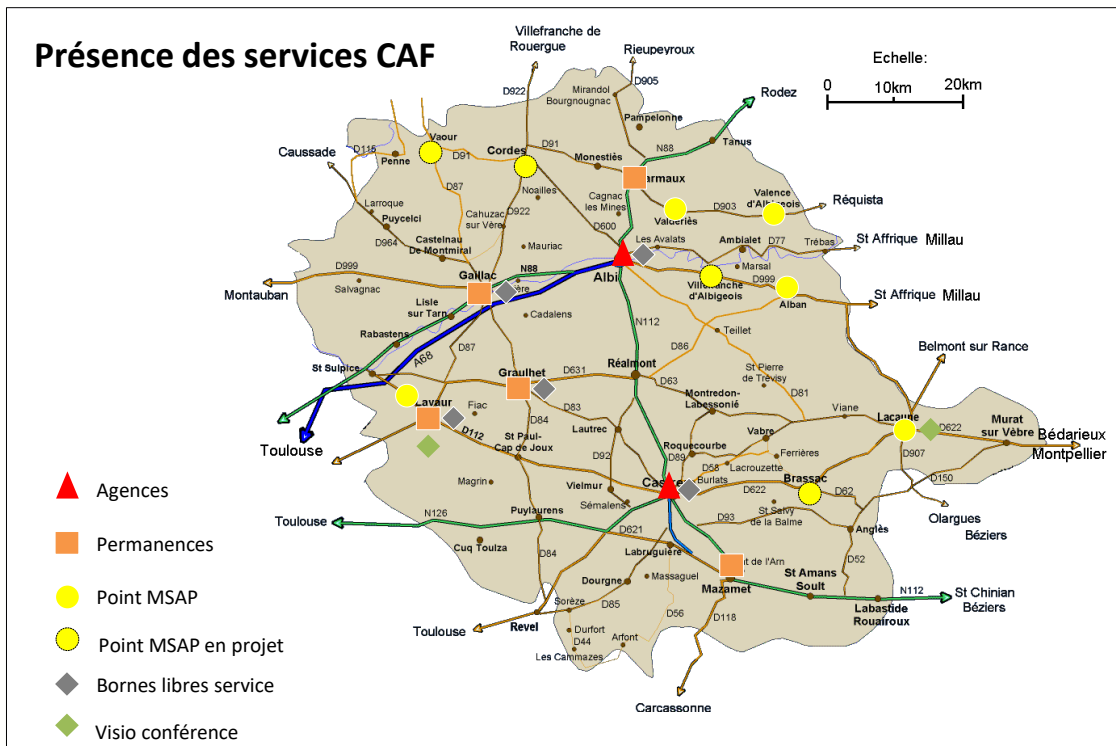 Présence des services CAF
Villefranche de
Rouergue
Rieupeyroux
Echelle:
0 10km 20km
Rodez
D922
D905
Mirandol
Bourgnougnac
Pampelonne
N88
Tanus
Caussade
D115
Penne
Vaour
D91
Cordes
D91
Monestiès
armaux
D87
Noailles
Cagnac
les Mines
Valderiès
D903
Valence
d'Albigeois
Réquista
Larroque
Puycelci
Cahuzac
sur Vère
D922
D600
D964
Castelnau
De Montmiral
Mauriac
Les Avalats
Ambialet
D77
Trébas
St Affrique Millau
Marsal
D999
Montauban
Salvagnac
Gaillac
N88
ère
Albi
Villefranche
d'Albigeois
D999
Alban
St Affrique Millau
Lisle
sur Tarn
Cadalens
N112
Teillet
Rabastens
A68
D87
D86
Belmont sur Rance
St Sulpice
Graulhet
D631
Réalmont
D63
St Pierre
de Trévisy
D81
Lavaur
Fiac
D84
D83
Montredon-
Labessonié
Viane
Lacaune
D622
Murat
sur Vèbre
Bédarieux
Montpellier
Toulouse
D112
St Paul-
Cap de Joux
Lautrec
Roquecourbe
Vabre
D907
D92
D89
D58
Lacrouzette
Ferrières
D150
Magrin
Vielmur
Cas
Burlats
D622
Brassac
D62
Agences
Sémalens
St Salvy
de la Balme
Olargues
Béziers
Toulouse
N126
Puylaurens
D621
D93
Anglès
Permanences
Cuq Toulza
D84
Labruguière
nt de l'Arn
D52
Massaguel
Mazamet
St Amans
Soult
N112
St Chinian
Béziers
Point MSAP
Dourgne
Labastide
Rouairoux
Sorèze
D85
D56
D118
Toulouse
Revel
Point MSAP en projet
Durfort
D44
Arfont
Les Cammazes
Bornes libres service
Carcassonne
Visio conférence